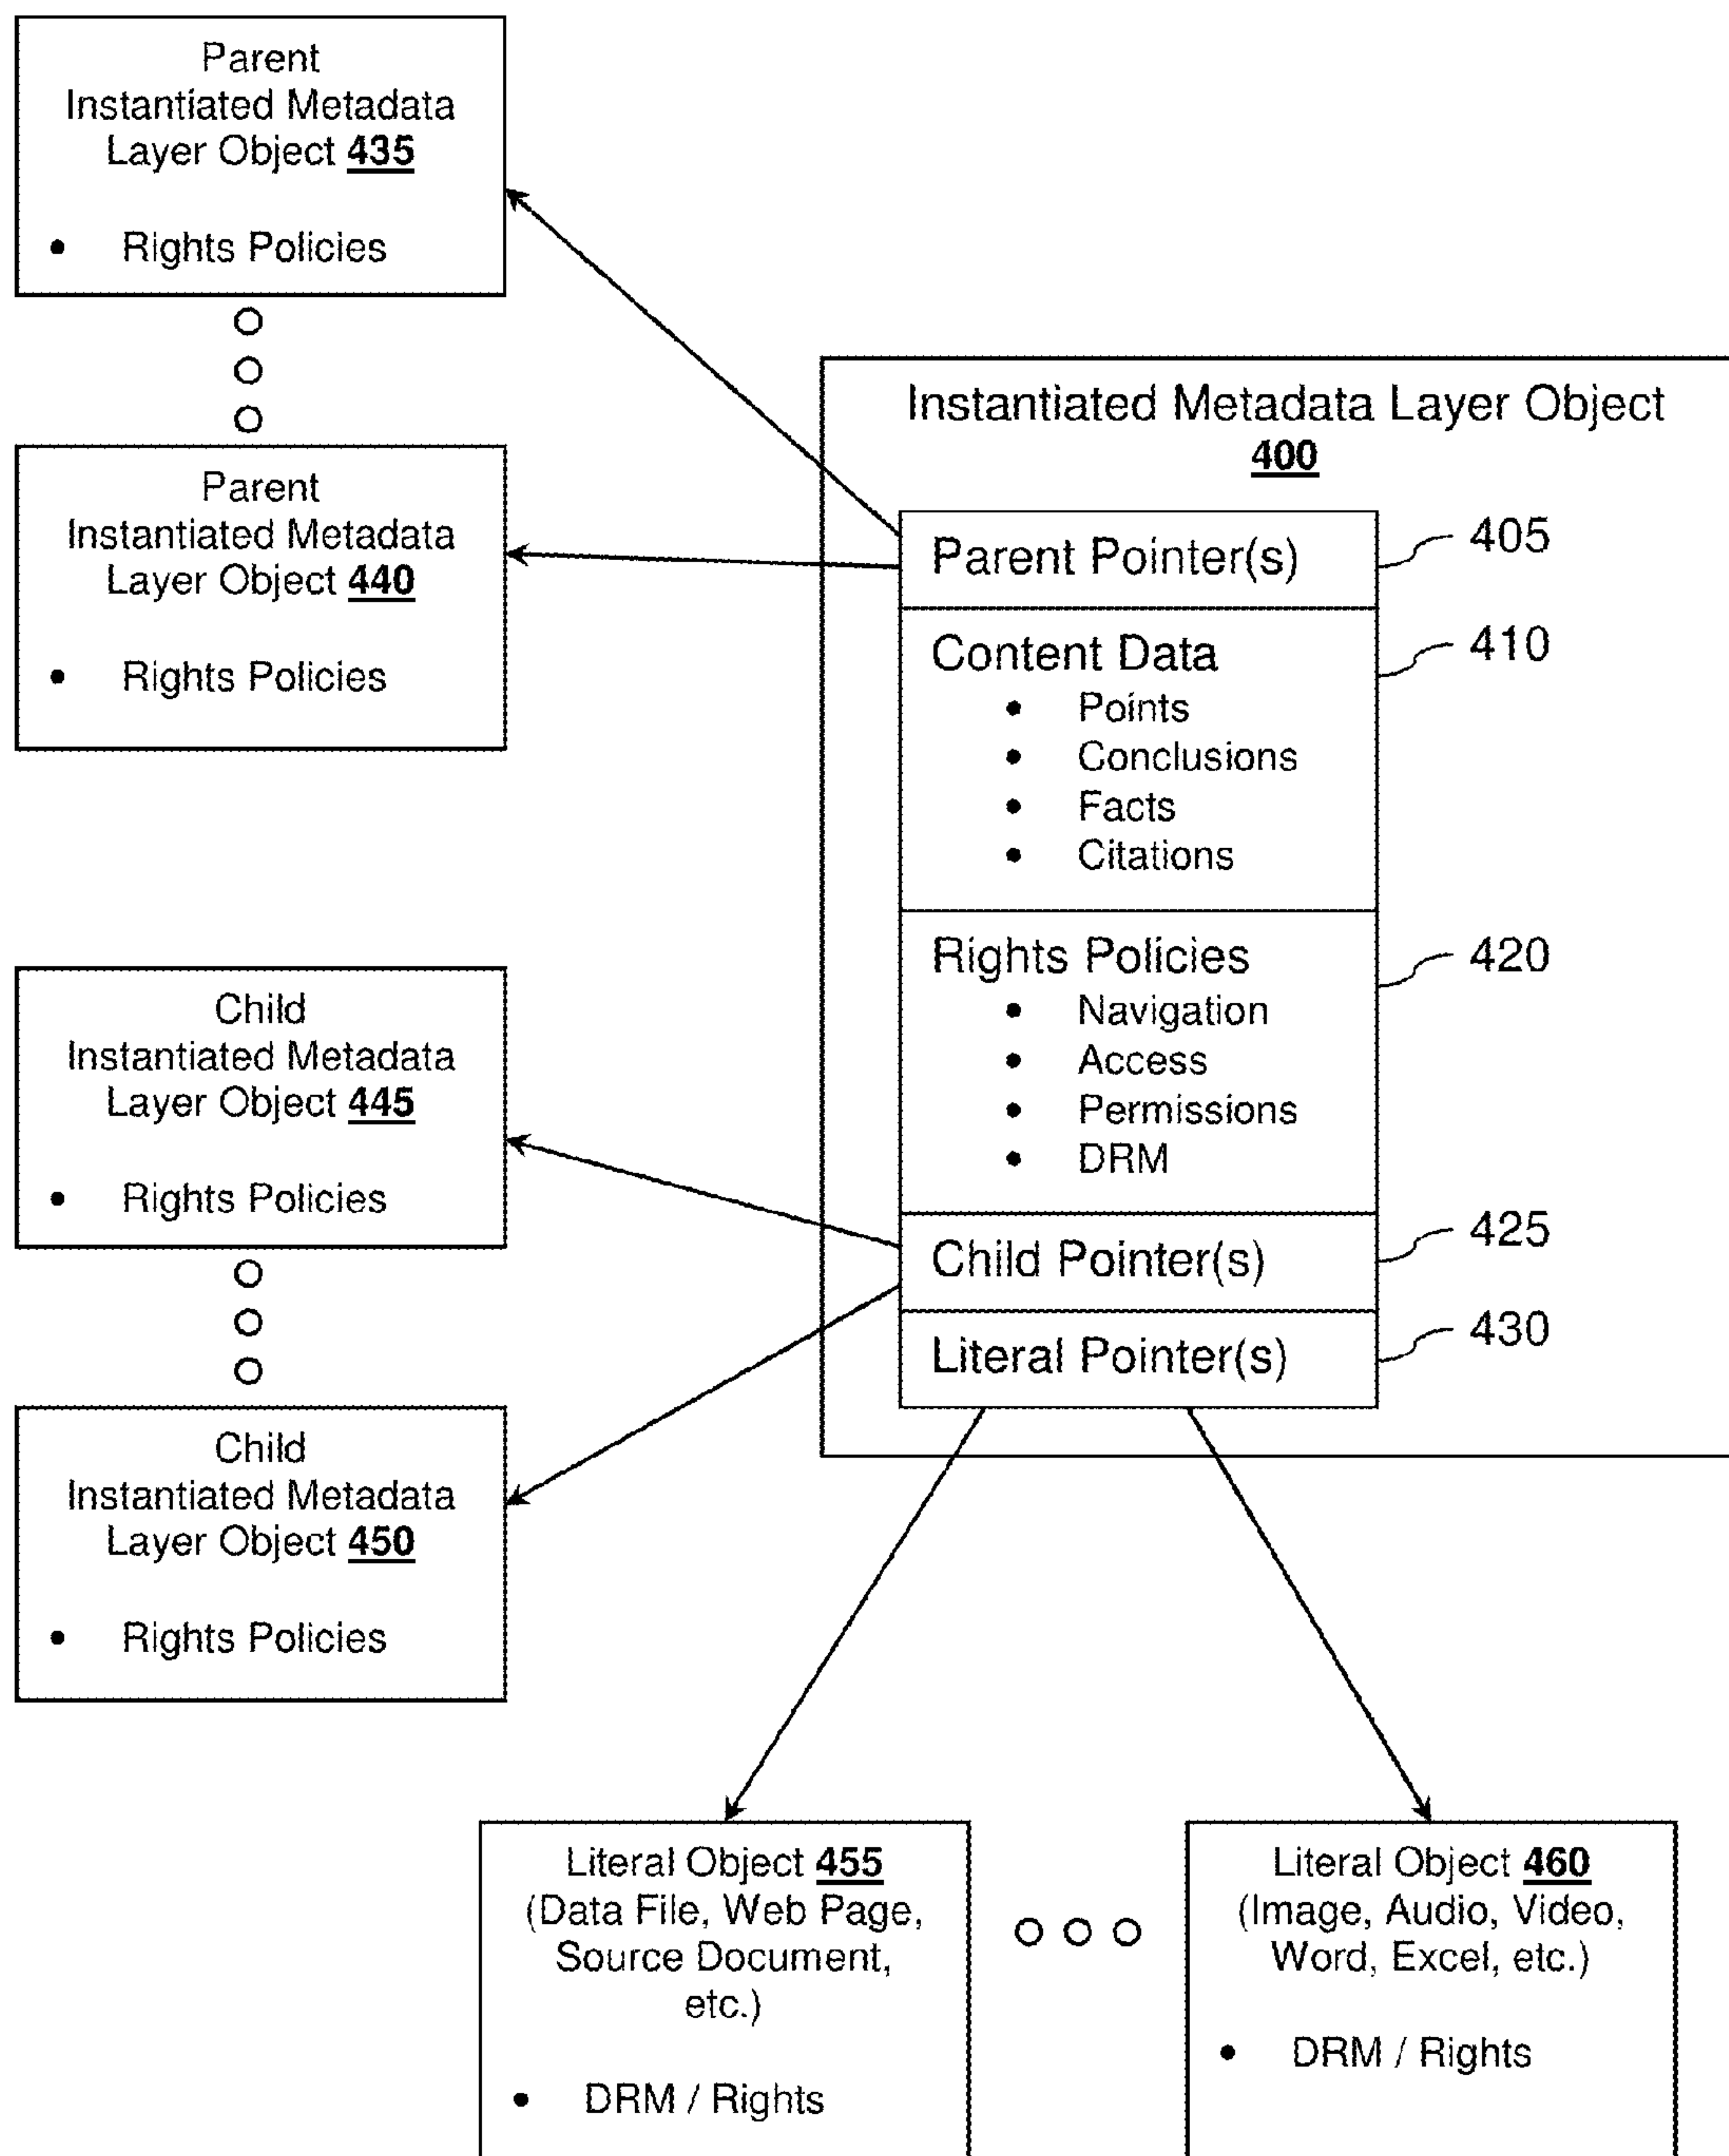 Parent
Instantiated Metadata
Layer Object 435
• Rights Policies
Parent
Instantiated Metadata
Layer Object 440
• Rights Policies
Instantiated Metadata Layer Object
400
Parent Pointer(s)
405
Content Data
410
• Points
• Conclusions
• Facts
• Citations
Rights Policies
420
• Navigation
• Access
• Permissions
• DRM
Child Pointer(s)
425
Literal Pointer(s)
430
Child
Instantiated Metadata
Layer Object 445
• Rights Policies
Child
Instantiated Metadata
Layer Object 450
• Rights Policies
Literal Object 455
(Data File, Web Page,
Source Document,
etc.)
• DRM / Rights
Literal Object 460
(Image, Audio, Video,
Word, Excel, etc.)
• DRM / Rights